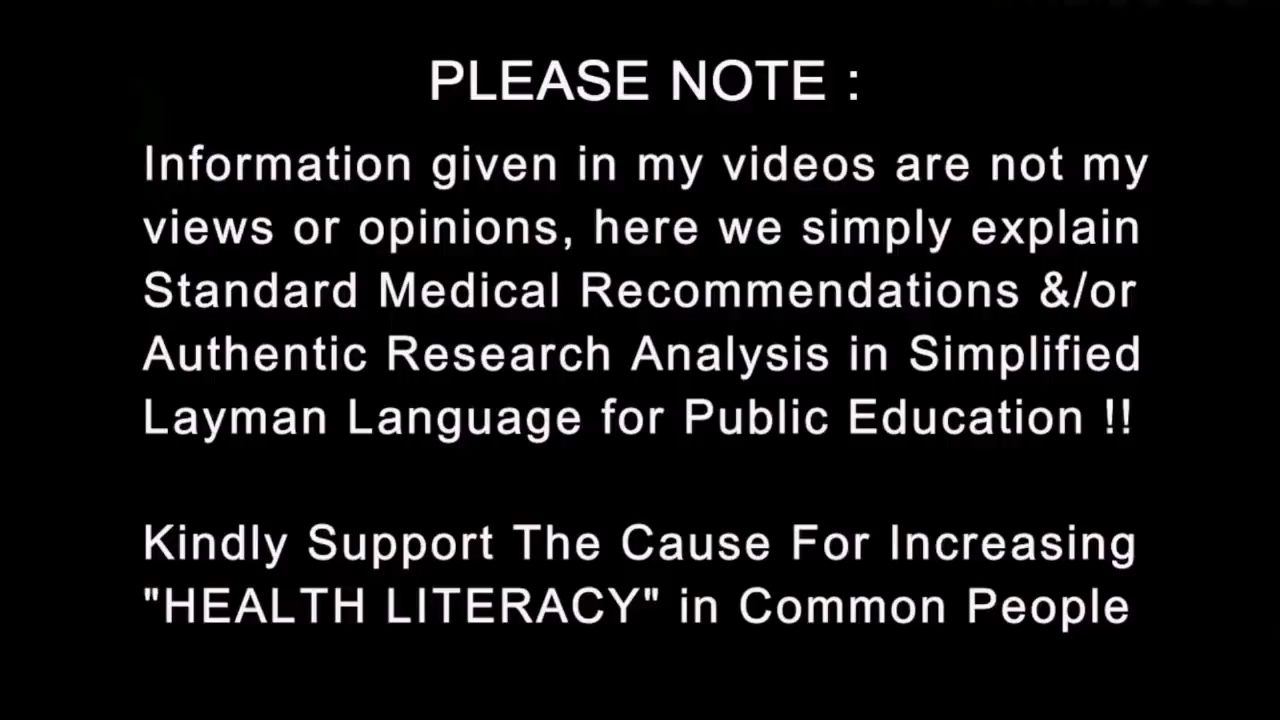 PLEASE NOTE :
Information given in my videos are not my
views or opinions, here we simply explain
Standard Medical Recommendations &/or
Authentic Research Analysis in Simplified
Layman Language for Public Education !!
Kindly Support The Cause For Increasing
"HEALTH LITERACY" in Common People